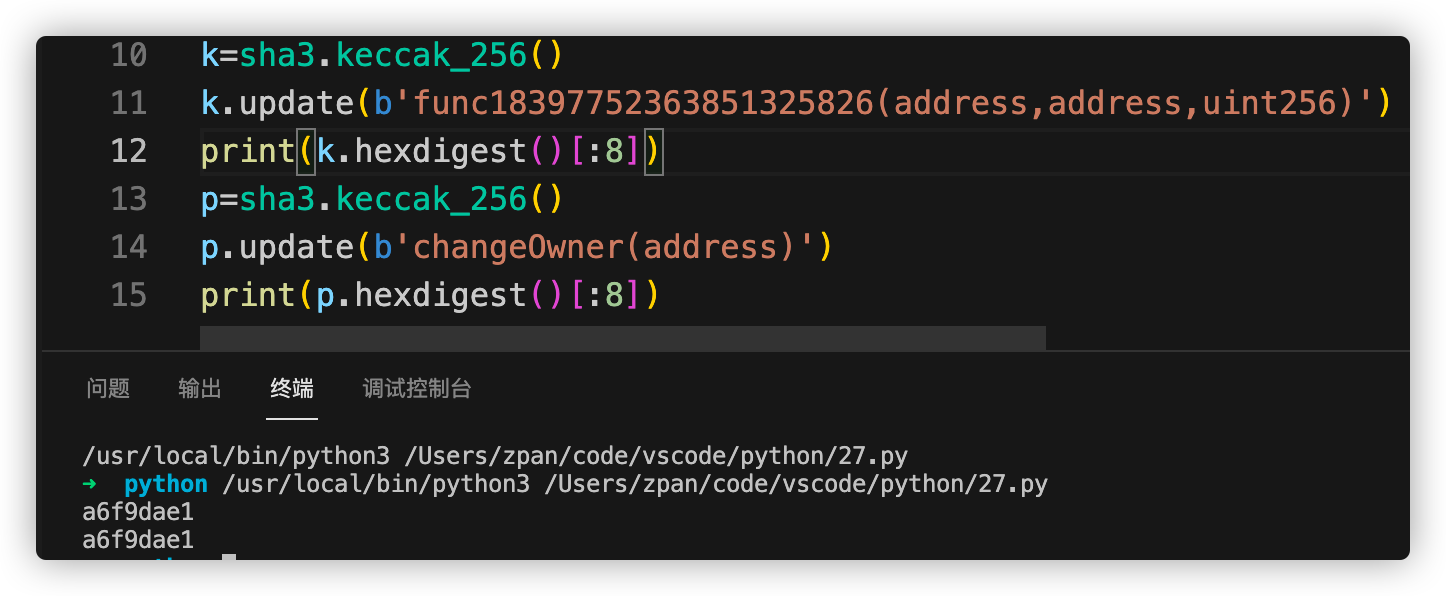 10 k=sha3.keccak_256()
11 k.update(b'func18397752363851325826(address,address,uint256)')
12 print(k.hexdigest()[:8])
13 p=sha3.keccak_256()
14 p.update(b'changeOwner(address)')
15 print(p.hexdigest()[:8])
问题 输出 终端 调试控制台
/usr/local/bin/python3 /Users/zpan/code/vscode/python/27.py
➜ python /usr/local/bin/python3 /Users/zpan/code/vscode/python/27.py
a6f9dae1
a6f9dae1